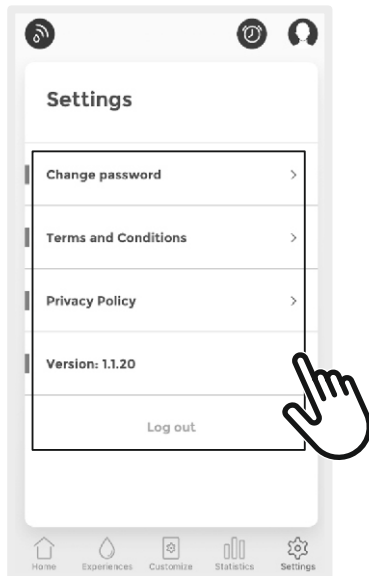 Settings
Change password
Terms and Conditions
Privacy Policy
Version: 1.1.20
Log out
Home Experiences Customize Statistics Settings